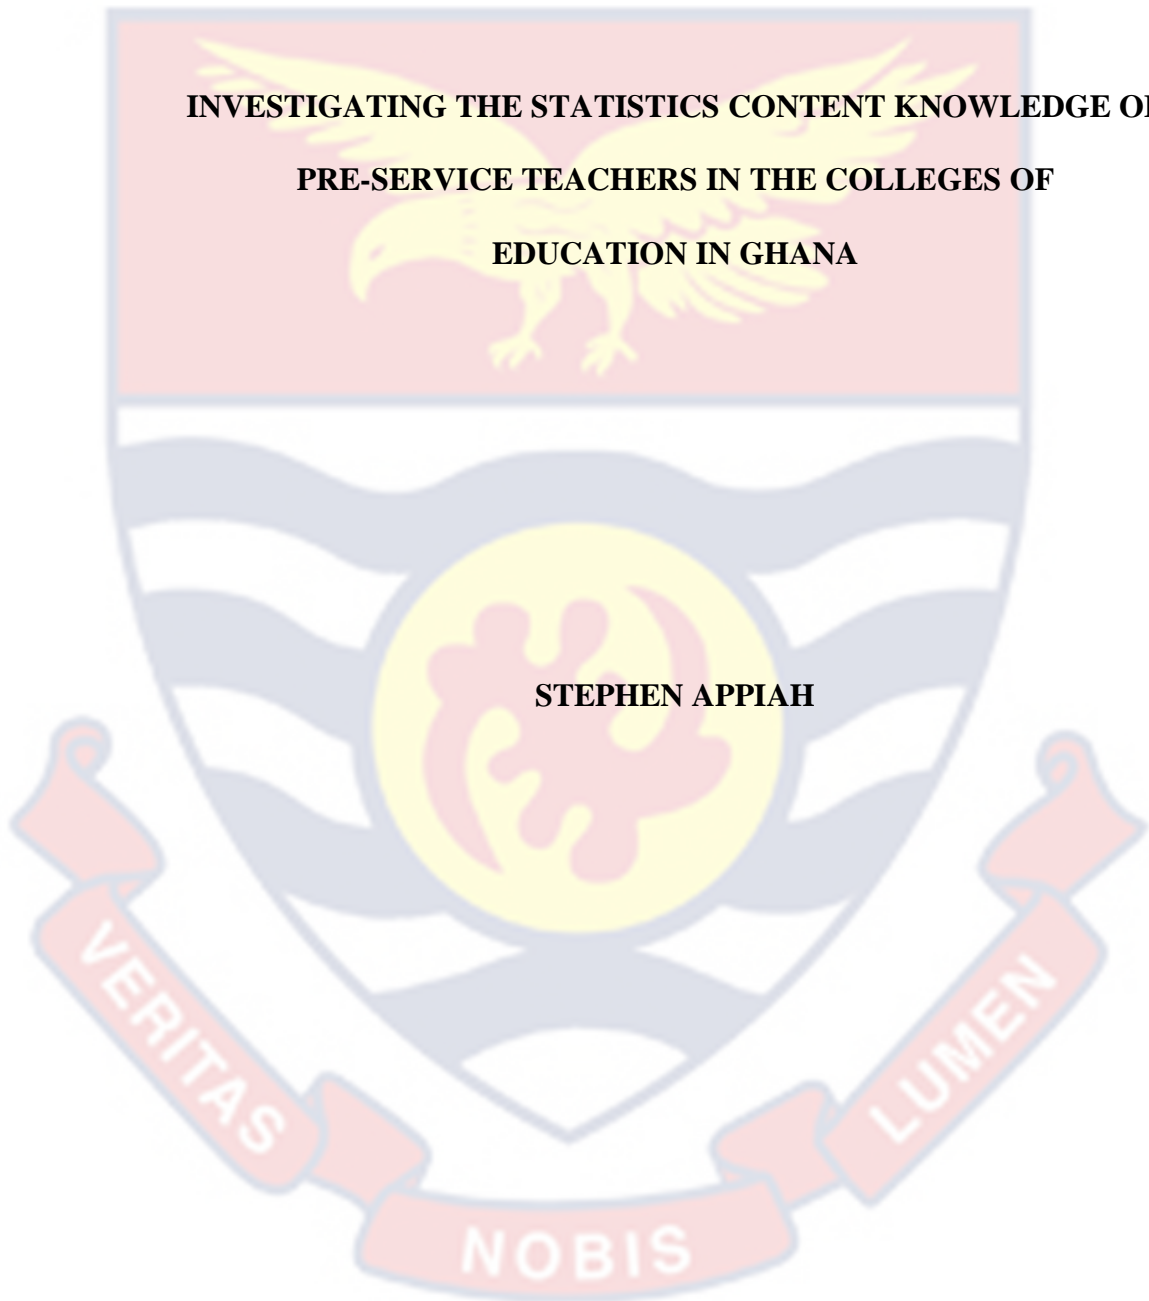 INVESTIGATING THE STATISTICS CONTENT KNOWLEDGE OF
PRE-SERVICE TEACHERS IN THE COLLEGES OF
EDUCATION IN GHANA
STEPHEN APPIAH
VERITAS
NOBIS
LUMEN